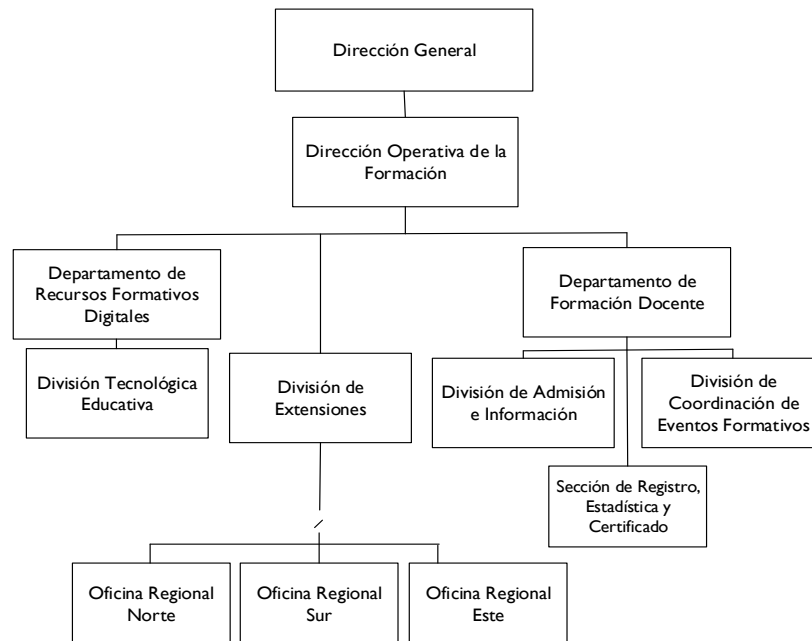 Dirección General
Dirección Operativa de la
Formación
Departamento de
Recursos Formativos
Digitales
Departamento de
Formación Docente
División Tecnológica
Educativa
División de
Extensiones
División de Admisión
e Información
División de
Coordinación de
Eventos Formativos
Sección de Registro,
Estadística y
Certificado
Oficina Regional
Norte
Oficina Regional
Sur
Oficina Regional
Este